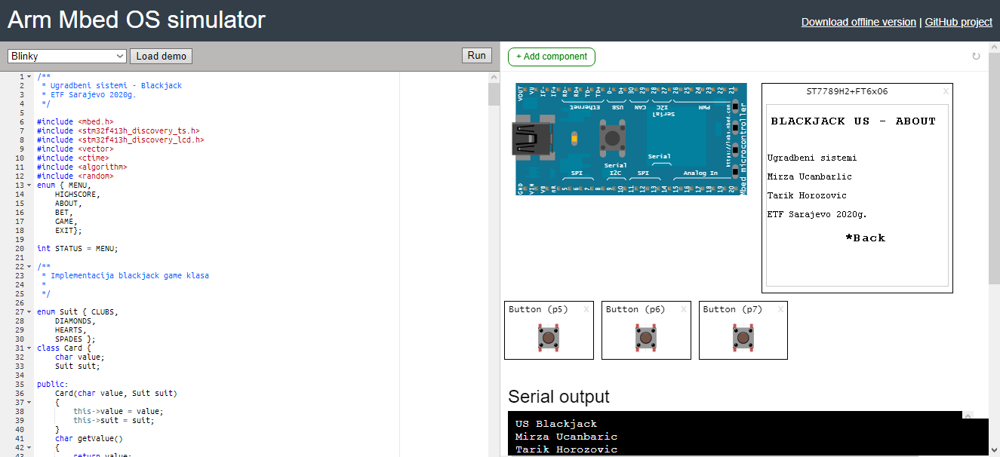 Arm Mbed OS simulator
Download offline version | GitHub project
Blinky
Load demo
Run
+ Add component
1 /**
2  * Ugradbeni sistemi - Blackjack
3  * ETF Sarajevo 2020g.
4  */
5
6 #include <mbed.h>
7 #include <stm32f413h_discovery_ts.h>
8 #include <stm32f413h_discovery_lcd.h>
9 #include <vector>
10 #include <ctime>
11 #include <algorithm>
12 #include <random>
13 enum { MENU,
14     HIGHSCORE,
15     ABOUT,
16     BET,
17     GAME,
18     EXIT};
19
20 int STATUS = MENU;
21
22 /**
23  * Implementacija blackjack game klasa
24  *
25  */
26
27 enum Suit { CLUBS,
28     DIAMONDS,
29     HEARTS,
30     SPADES };
31 class Card {
32     char value;
33     Suit suit;
34
35 public:
36     Card(char value, Suit suit)
37     {
38         this->value = value;
39         this->suit = suit;
40     }
41     char getValue()
42     {
43         return value;
VOUT VU IF- IF+ RD- RD+ TD- TD+ D- D+ 30 29 28 27 26 25 24 23 22 21
Ethernet USB CAN I2C PWM
Serial
https://labs.mbed.com
Mbed microcontroller
Serial
Serial
SPI I2C SPI Analog In
GND VIN VB nR 5 6 7 8 9 10 11 12 13 14 15 16 17 18 19 20
ST7789H2+FT6x06 X
BLACKJACK US - ABOUT
Ugradbeni sistemi
Mirza Ucanbarlic
Tarik Horozovic
ETF Sarajevo 2020g.
*Back
Button (p5) X
Button (p6) X
Button (p7) X
Serial output
US Blackjack
Mirza Ucanbaric
Tarik Horozovic